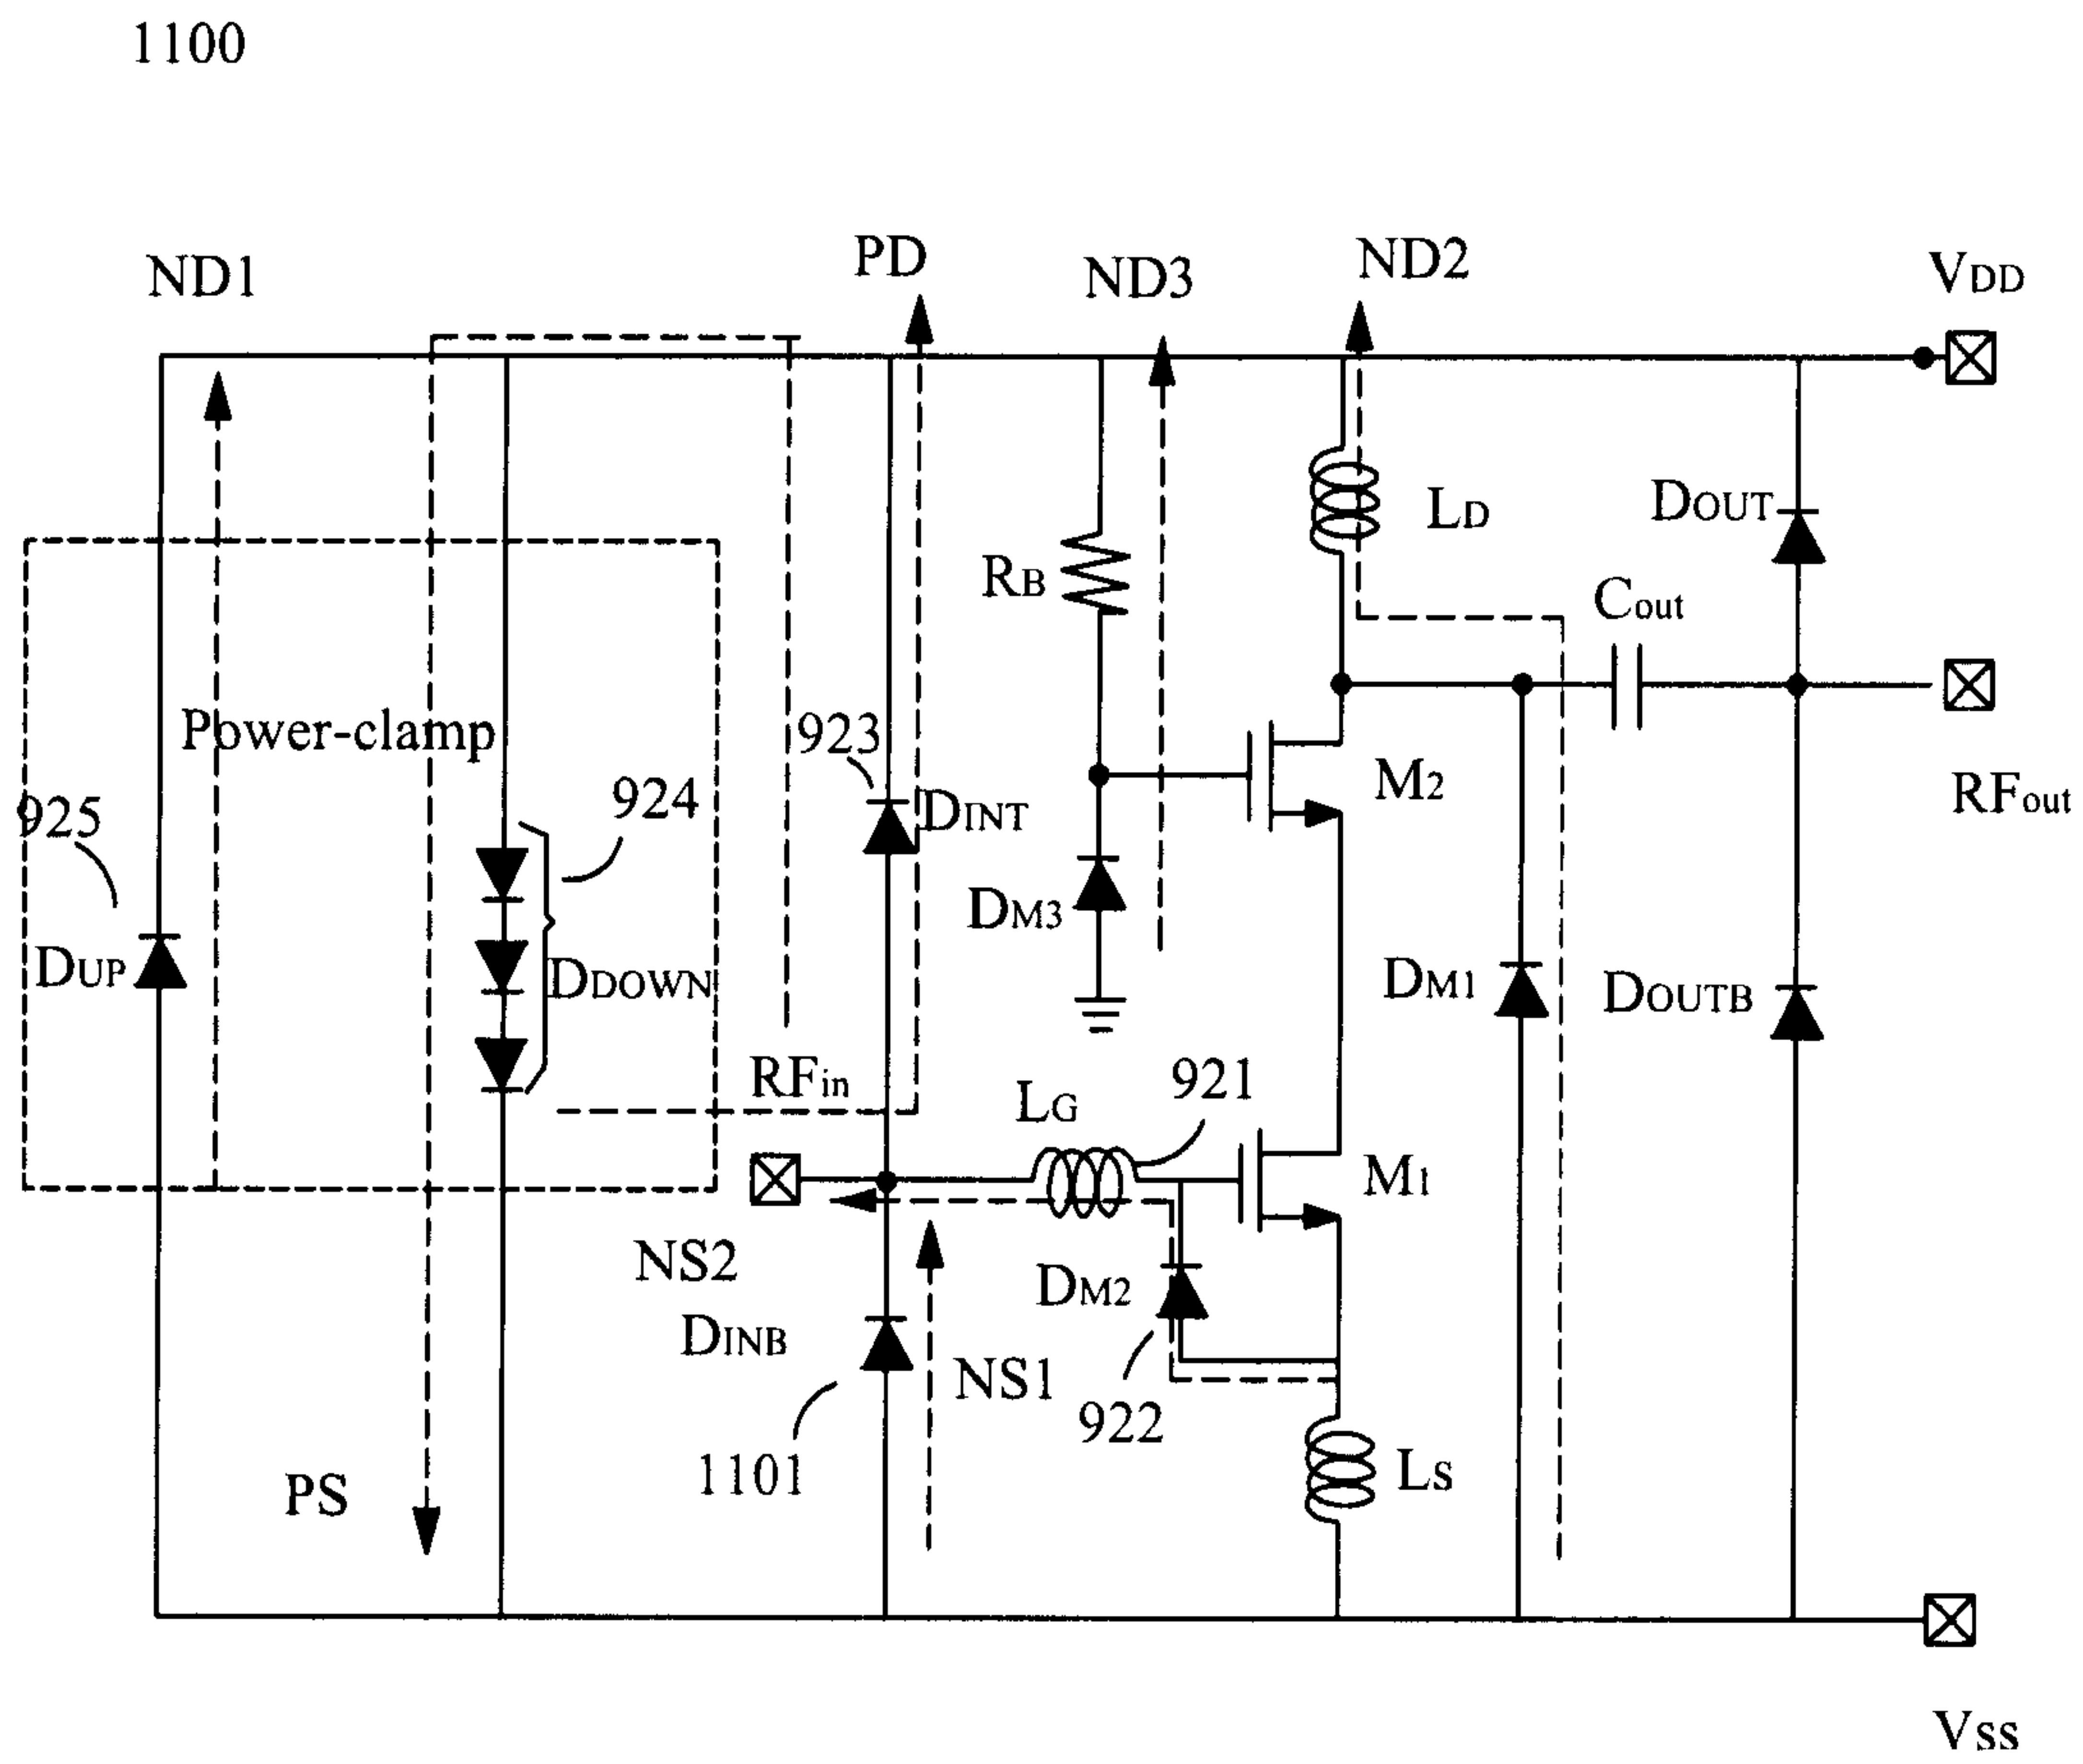 1100
ND1
PD
ND3
ND2
VDD
LD
DOUT
RB
Cout
Power-clamp
923
924
925
DINT
M2
RFout
DM3
DUP
DDOWN
DM1
DOUTB
RFin
LG
921
M1
NS2
DM2
DINB
NS1
922
1101
LS
PS
VSS